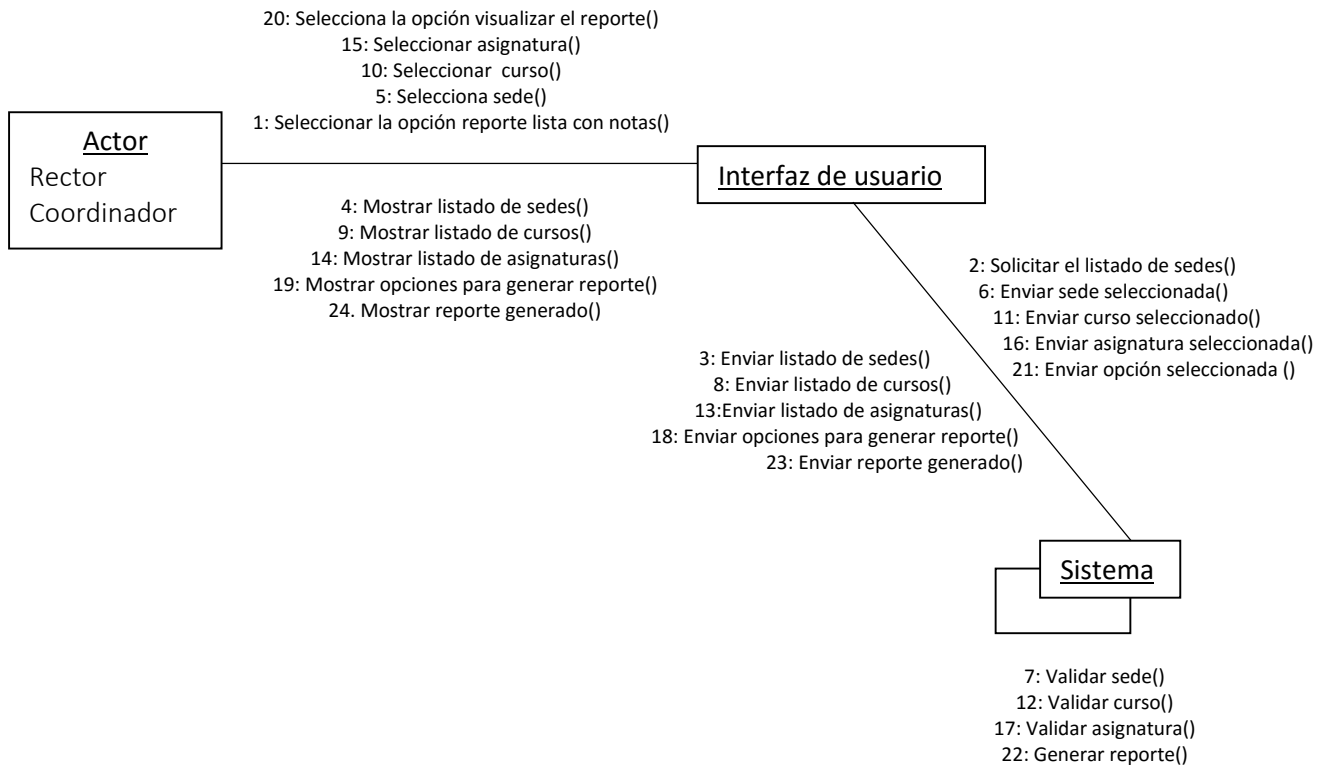 20: Selecciona la opción visualizar el reporte()
15: Seleccionar asignatura()
10: Seleccionar  curso()
5: Selecciona sede()
1: Seleccionar la opción reporte lista con notas()
Actor
Rector
Coordinador
Interfaz de usuario
4: Mostrar listado de sedes()
9: Mostrar listado de cursos()
14: Mostrar listado de asignaturas()
19: Mostrar opciones para generar reporte()
24. Mostrar reporte generado()
2: Solicitar el listado de sedes()
6: Enviar sede seleccionada()
11: Enviar curso seleccionado()
16: Enviar asignatura seleccionada()
21: Enviar opción seleccionada ()
3: Enviar listado de sedes()
8: Enviar listado de cursos()
13:Enviar listado de asignaturas()
18: Enviar opciones para generar reporte()
23: Enviar reporte generado()
Sistema
7: Validar sede()
12: Validar curso()
17: Validar asignatura()
22: Generar reporte()